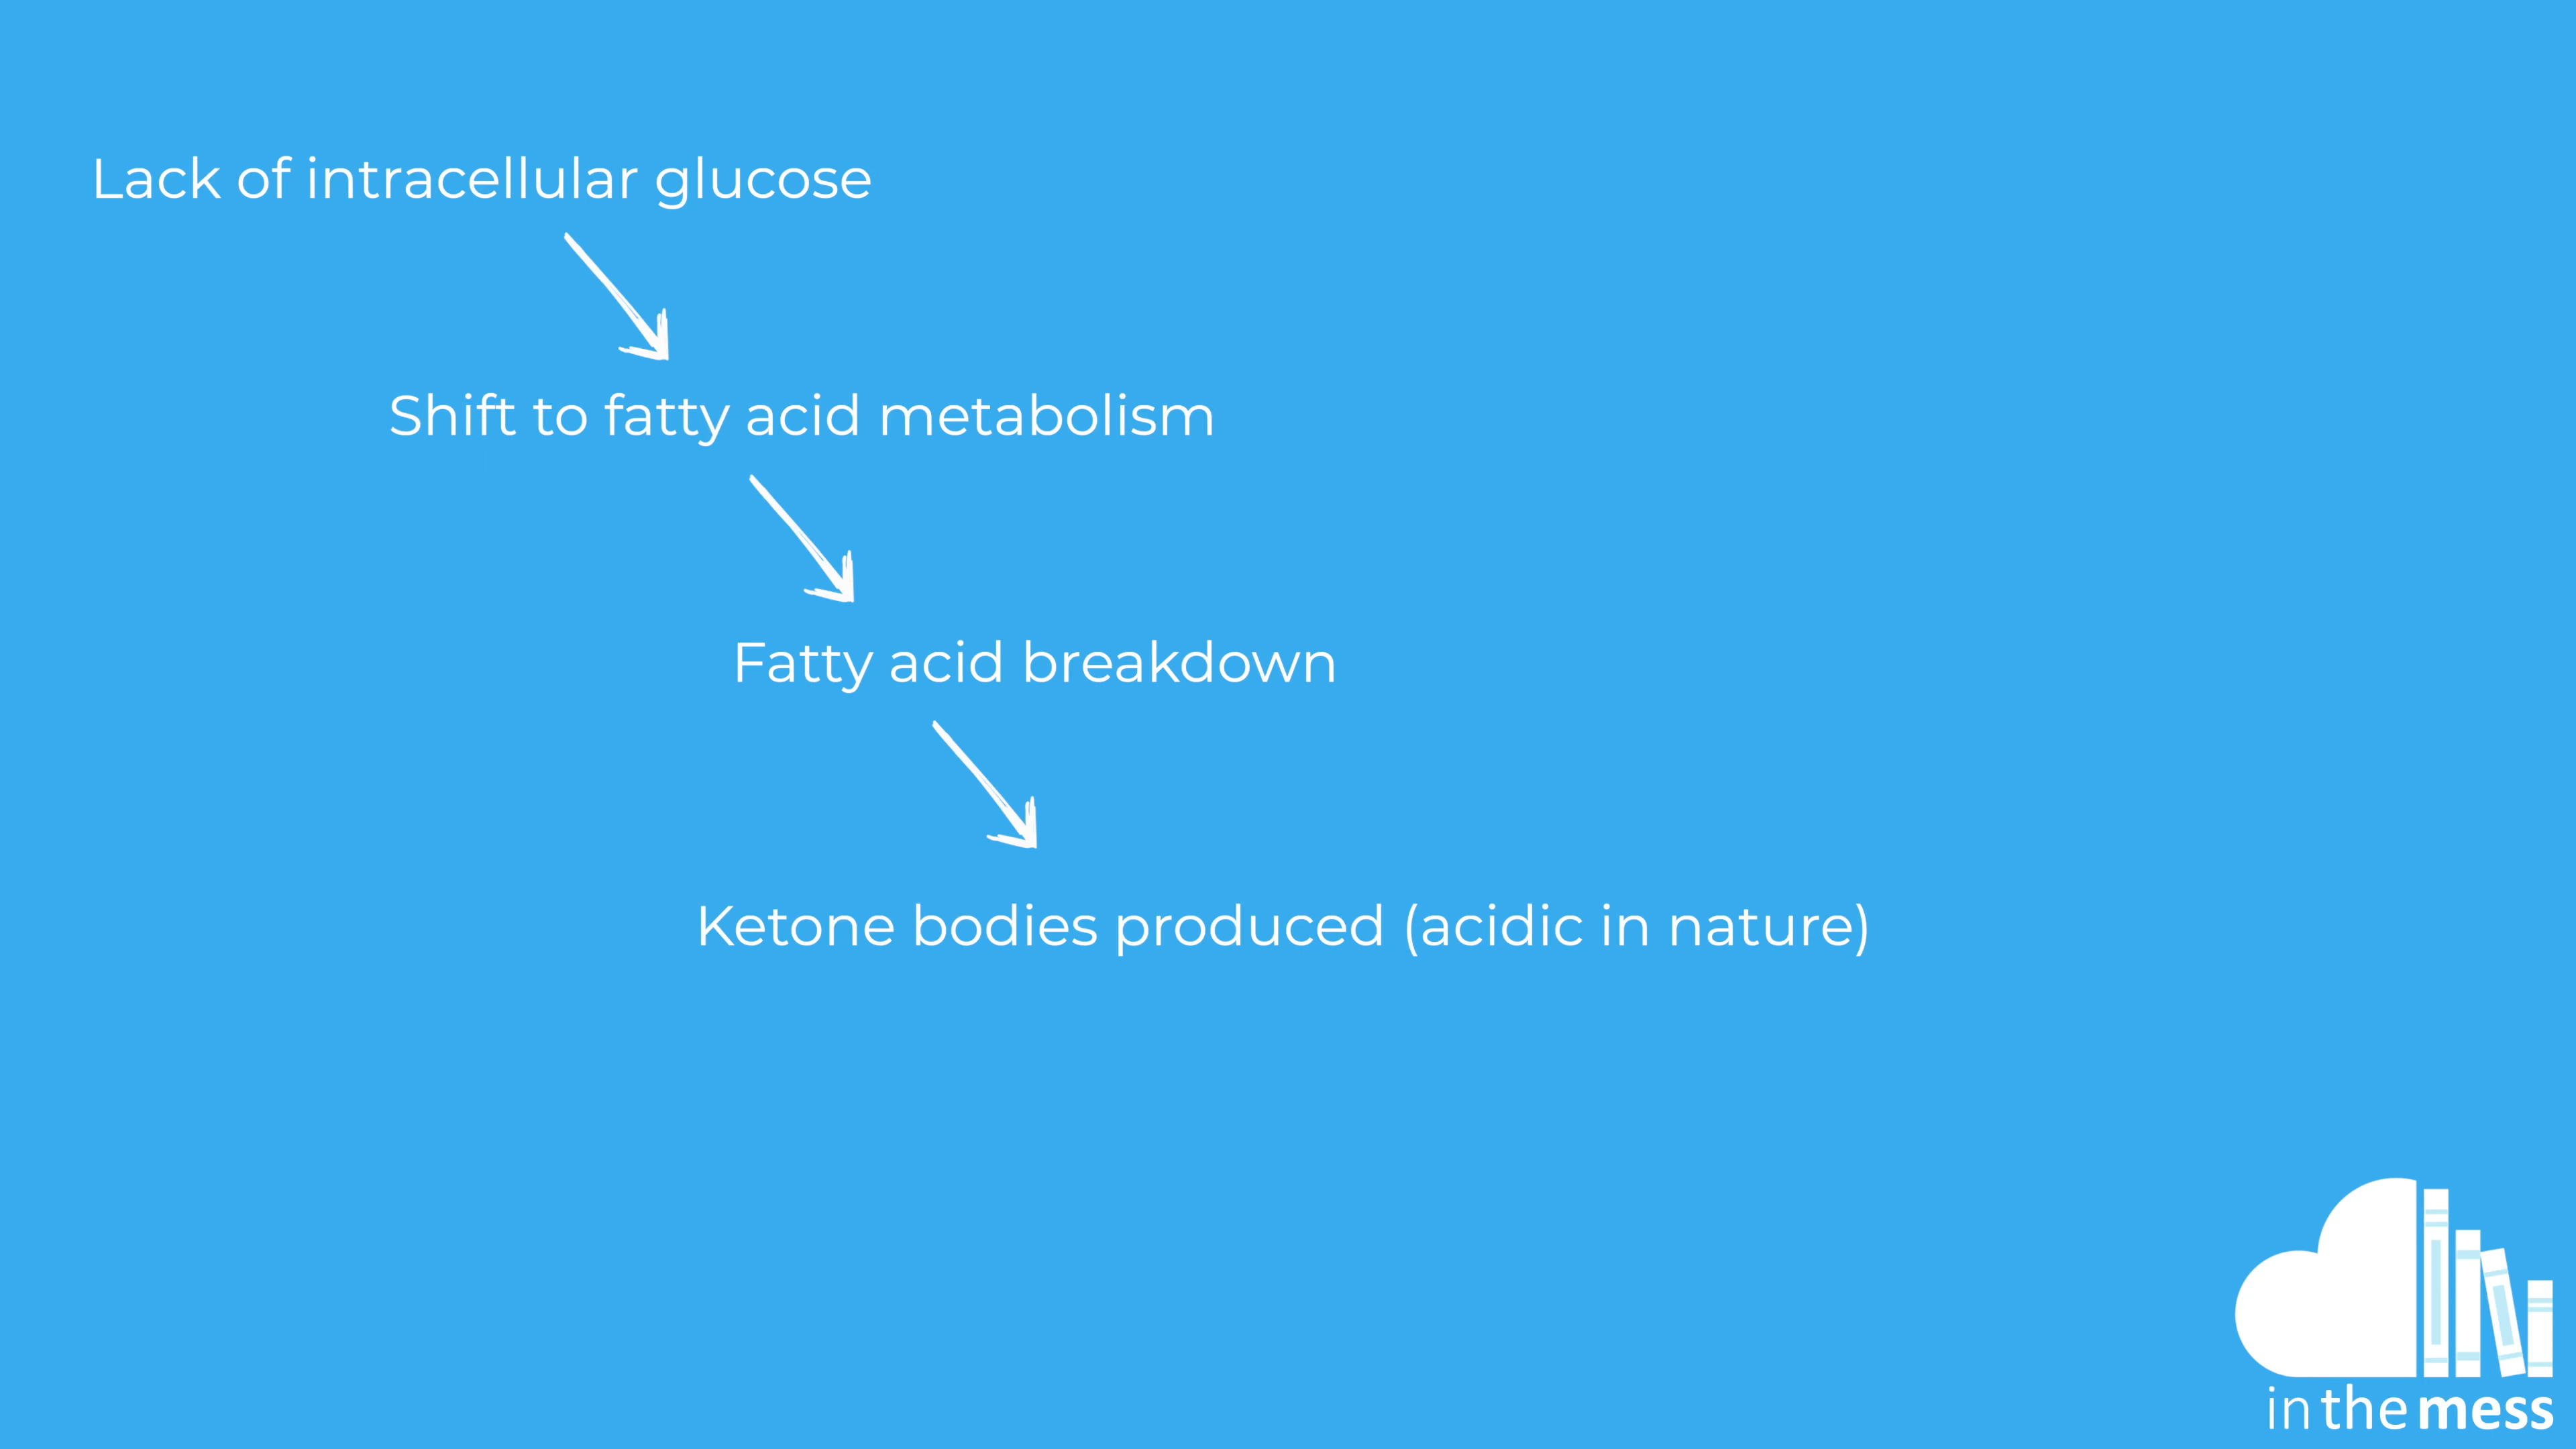 Lack of intracellular glucose
Shift to fatty acid metabolism
Fatty acid breakdown
Ketone bodies produced (acidic in nature)
in the mess